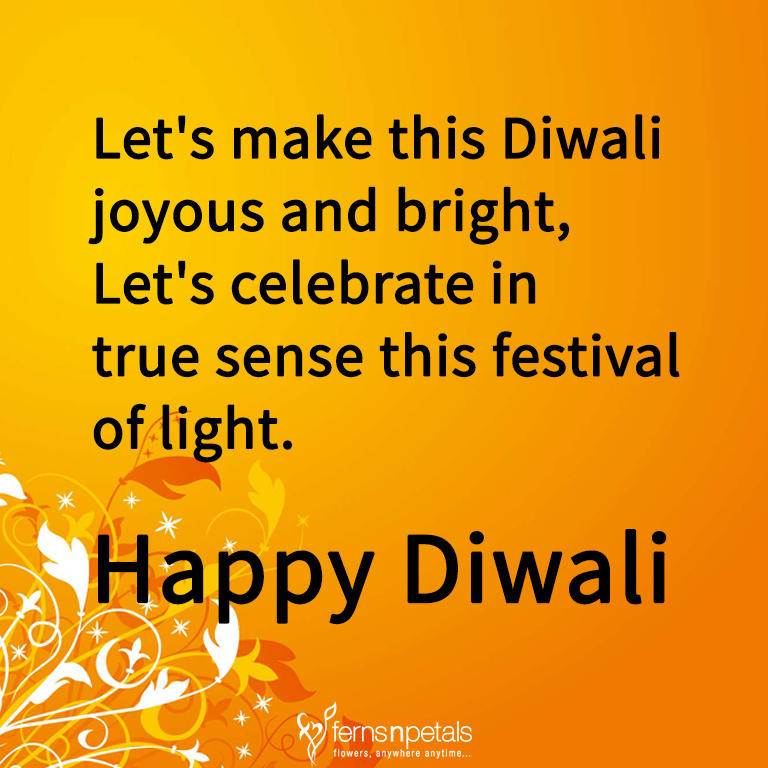 Let's make this Diwali
joyous and bright,
Let's celebrate in
true sense this festival
of light.
Happy Diwali
fernsnpetals
flowers, anywhere anytime...